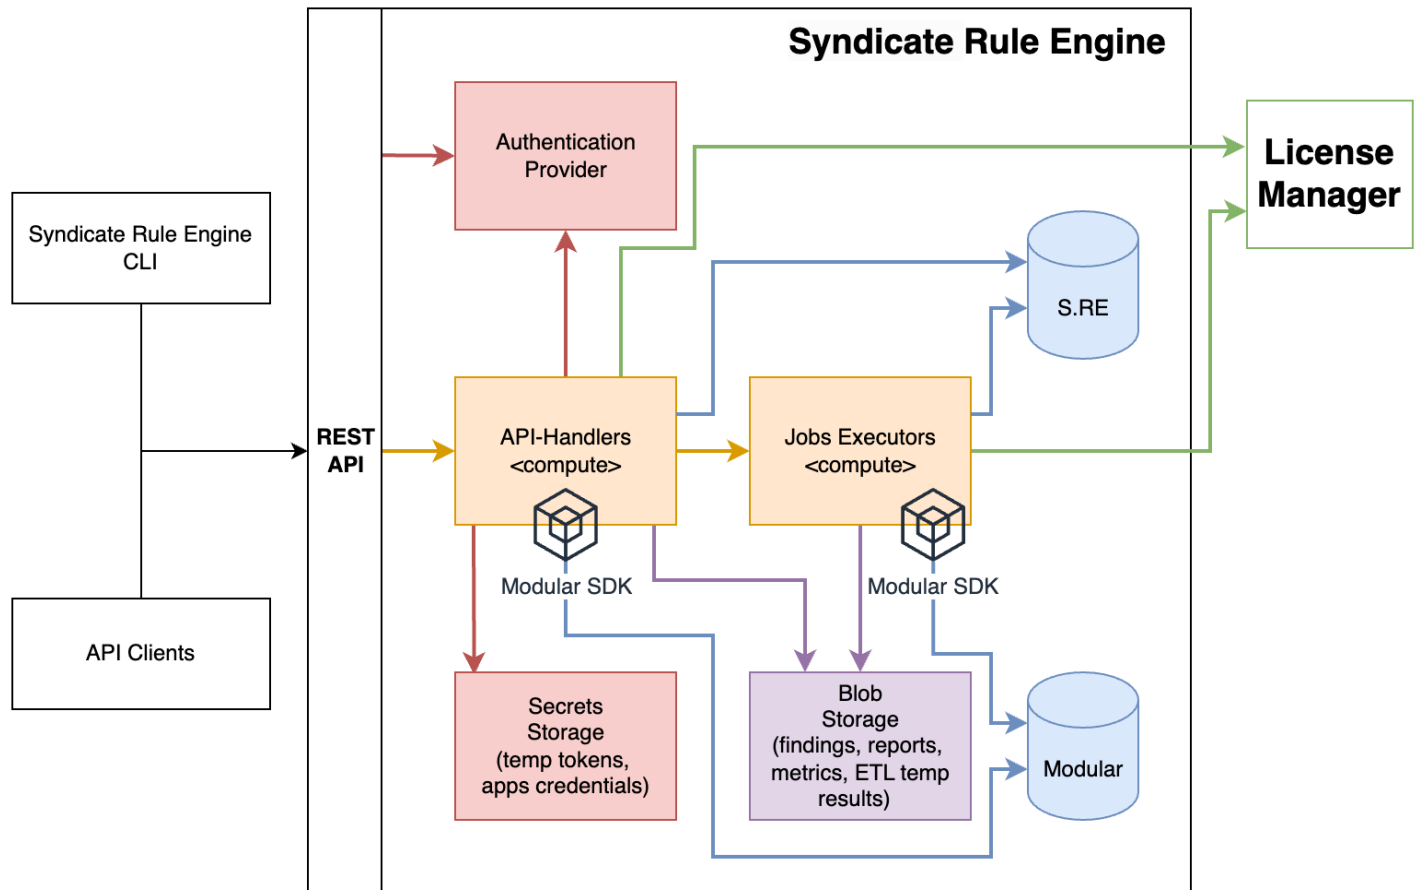 Syndicate Rule Engine
Authentication
Provider
License
Manager
Syndicate Rule Engine
CLI
S.RE
REST
API
API-Handlers
<compute>
Jobs Executors
<compute>
Modular SDK
Modular SDK
API Clients
Secrets
Storage
(temp tokens,
apps credentials)
Blob
Storage
(findings, reports,
metrics, ETL temp
results)
Modular